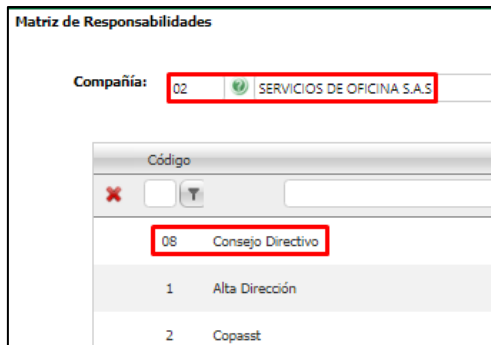 Matriz de Responsabilidades
Compañía: 02 SERVICIOS DE OFICINA S.A.S
Código
08 Consejo Directivo
1 Alta Dirección
2 Copasst